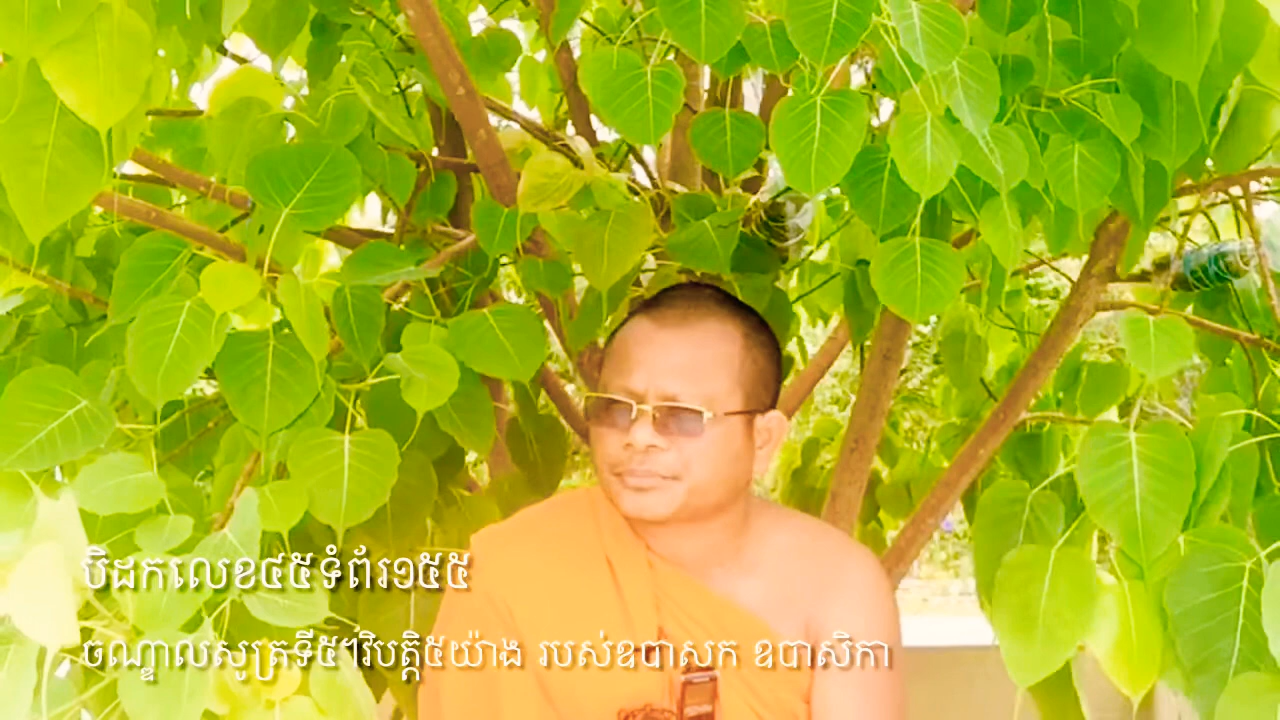 បិដកលេខ៤៥ទំព័រ១៥៥
ចណ្ឌាលសូត្រទី៥។វិបត្តិ៥យ៉ាង របស់ឧបាសក ឧបាសិកា